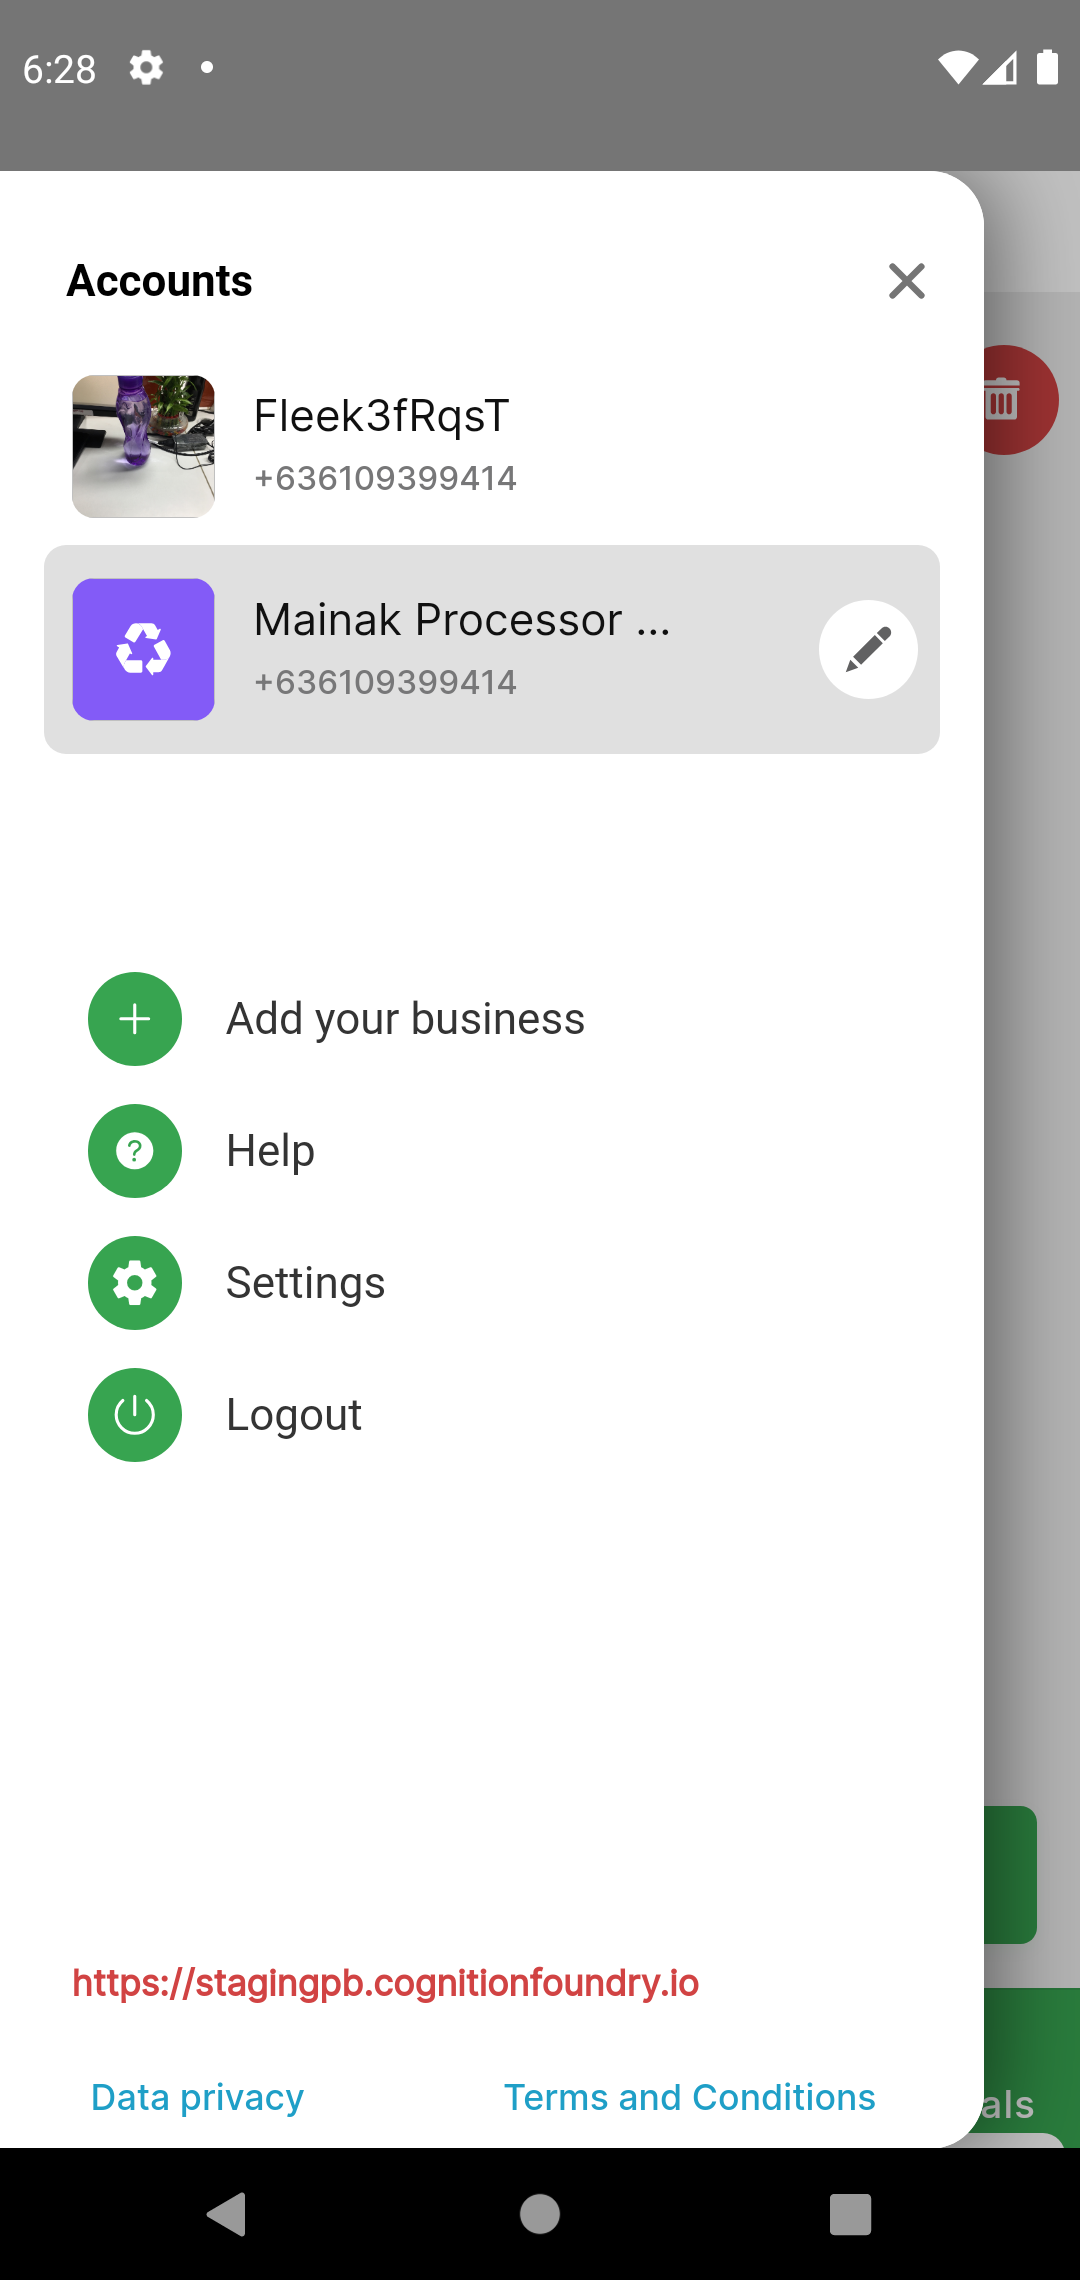 6:28
Accounts
Fleek3fRqsT
+636109399414
Mainak Processor ...
+636109399414
Add your business
Help
Settings
Logout
https://stagingpb.cognitionfoundry.io
Data privacy
Terms and Conditions
als